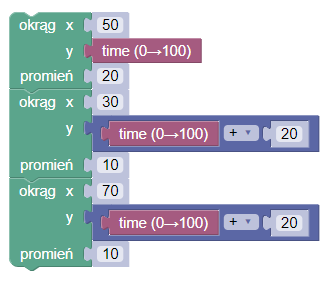 okrąg x 50
y time (0→100)
promień 20
okrąg x 30
y time (0→100) + ▾ 20
promień 10
okrąg x 70
y time (0→100) + ▾ 20
promień 10